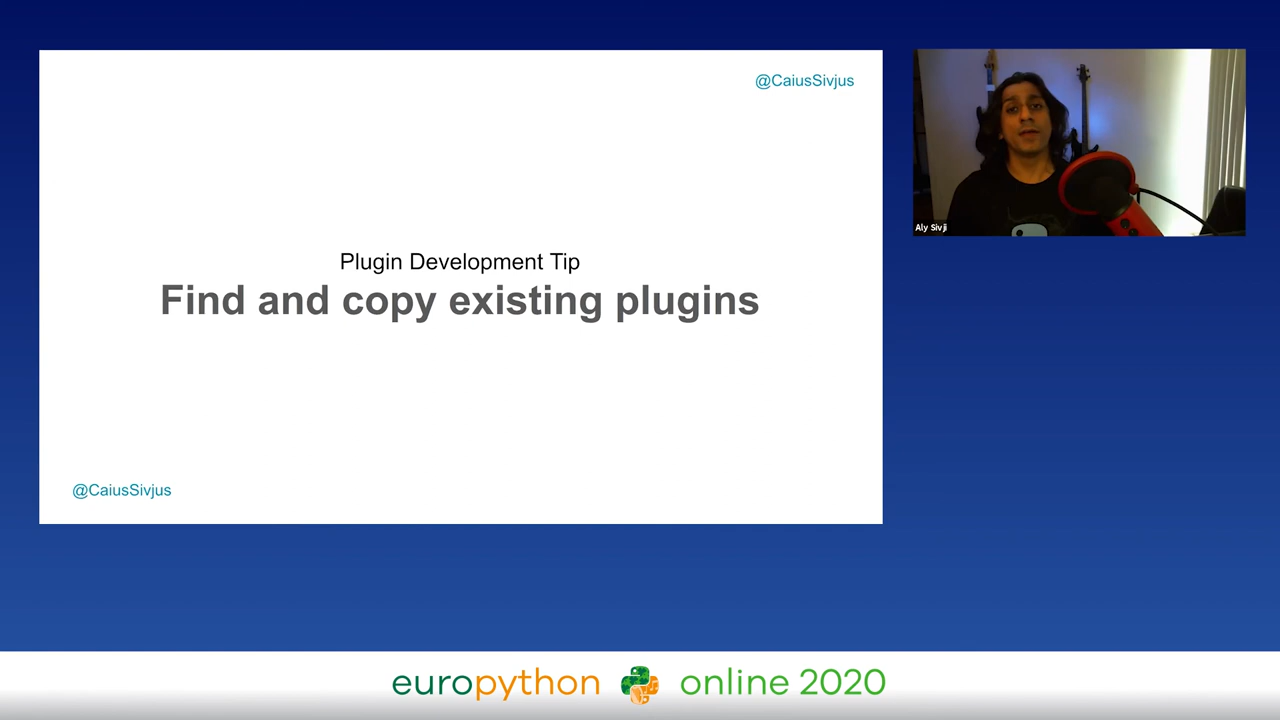 @CaiusSivjus
Plugin Development Tip
Find and copy existing plugins
@CaiusSivjus
Aly Sivji
europython online 2020